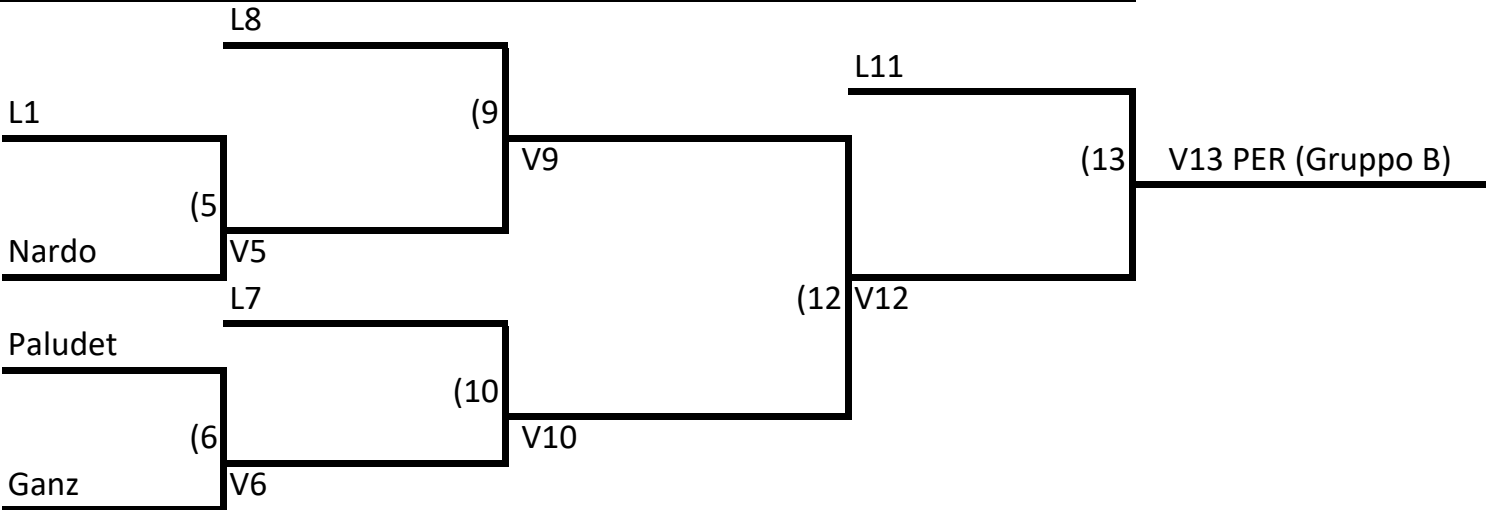 L8
L11
L1
(9
V9
(13
V13 PER (Gruppo B)
(5
Nardo
V5
L7
(12
V12
Paludet
(10
V10
(6
Ganz
V6